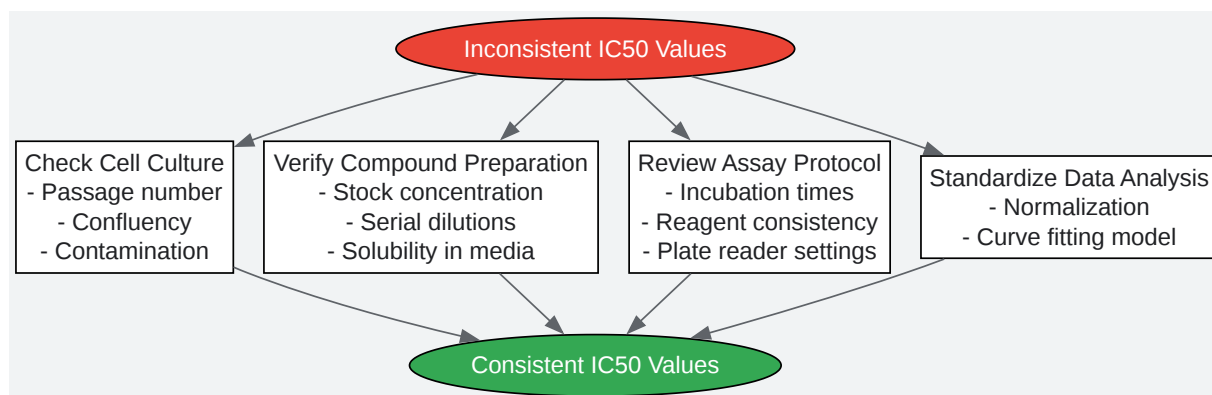 Inconsistent IC50 Values
Check Cell Culture
- Passage number
- Confluency
- Contamination
Verify Compound Preparation
- Stock concentration
- Serial dilutions
- Solubility in media
Review Assay Protocol
- Incubation times
- Reagent consistency
- Plate reader settings
Standardize Data Analysis
- Normalization
- Curve fitting model
Consistent IC50 Values